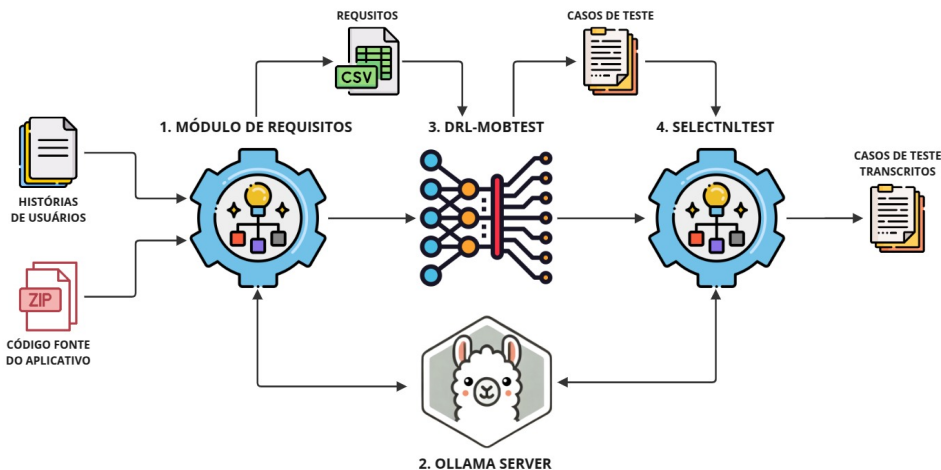 REQUSITOS
CASOS DE TESTE
CSV
1. MÓDULO DE REQUISITOS
3. DRL-MOBTEST
4. SELECTNLTEST
HISTÓRIAS
DE USUÁRIOS
CASOS DE TESTE
TRANSCRITOS
ZIP
CÓDIGO FONTE
DO APLICATIVO
2. OLLAMA SERVER